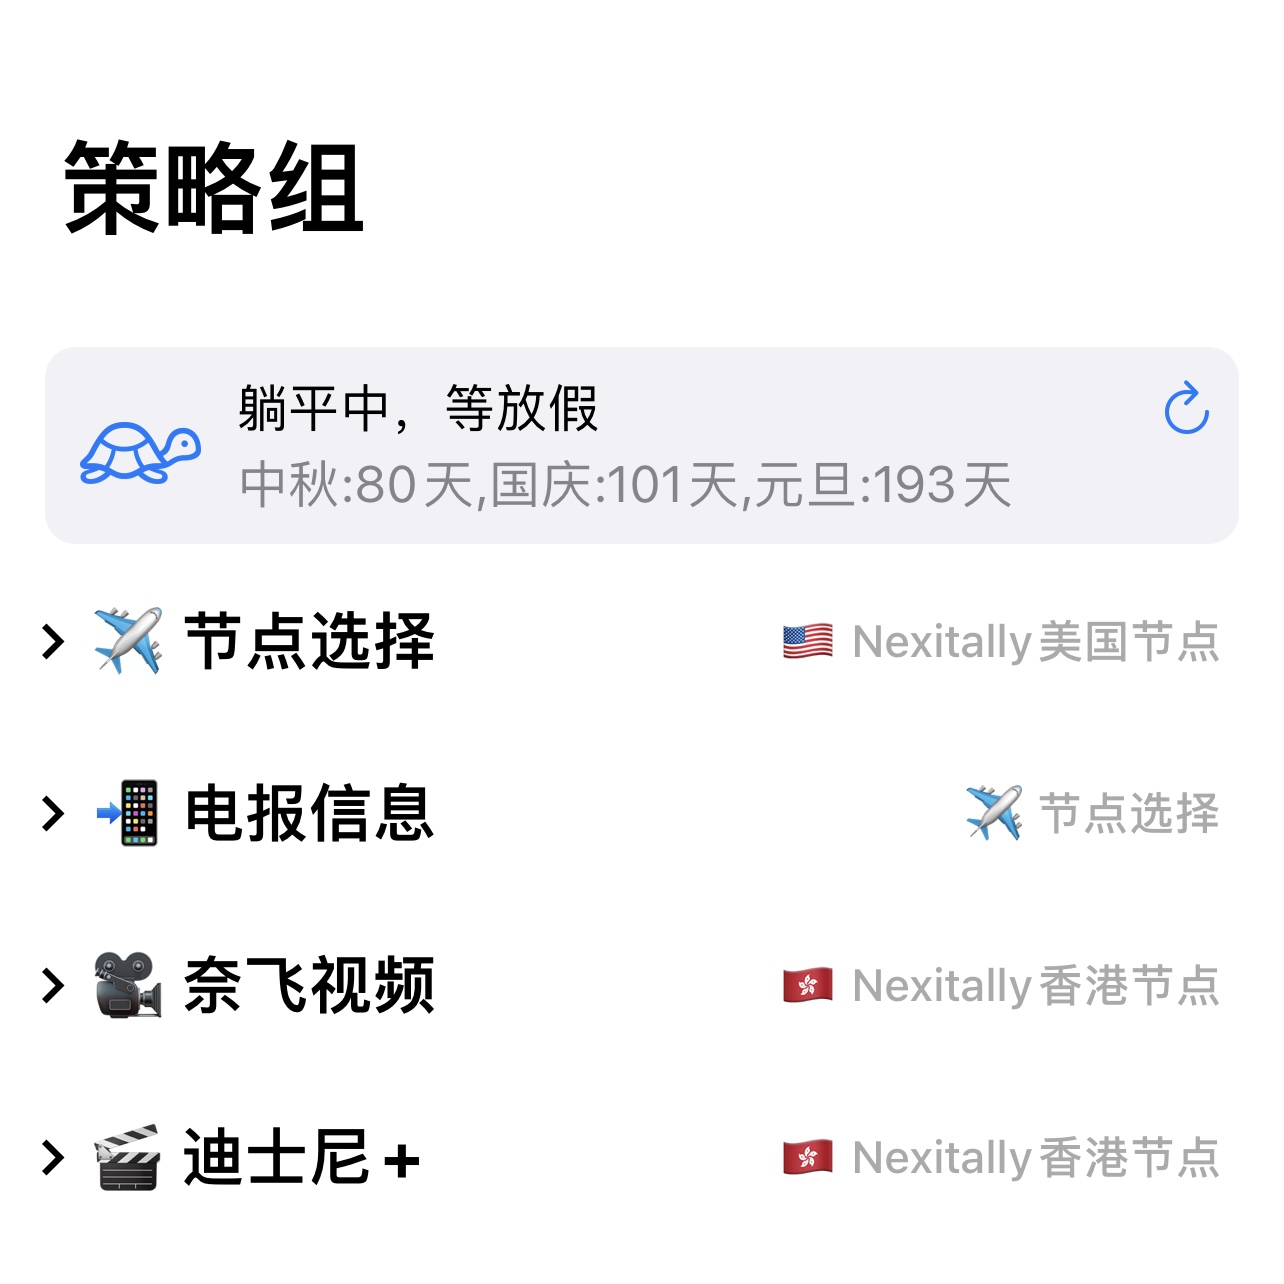 策略组
躺平中，等放假
中秋:80天,国庆:101天,元旦:193天
节点选择
Nexitally美国节点
电报信息
节点选择
奈飞视频
Nexitally香港节点
迪士尼+
Nexitally香港节点